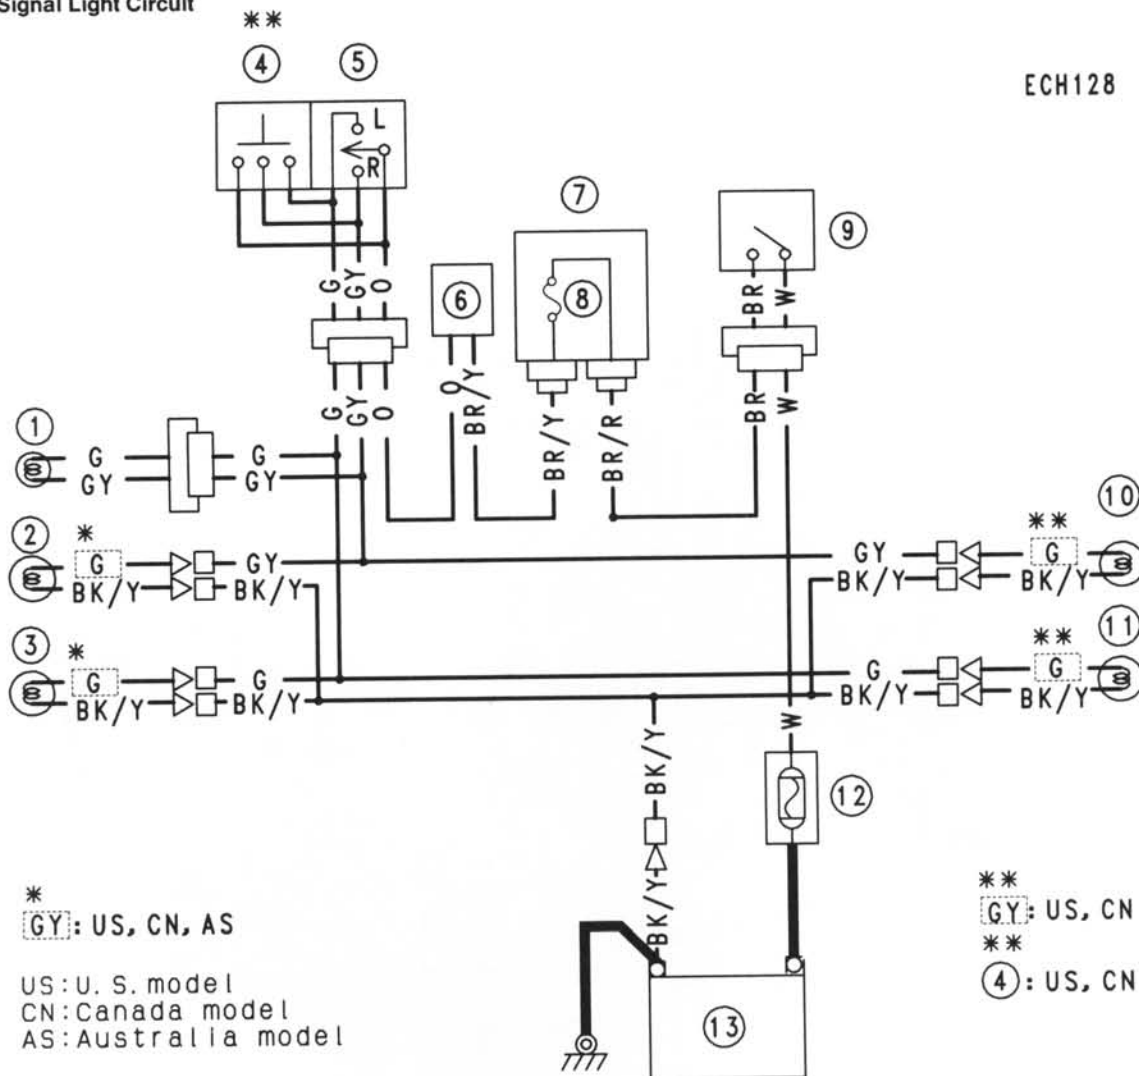 Signal Light Circuit
**
4 5
ECH128
L
R
7
9
6
8
G GY O
BR W
G GY O
O BR/Y
BR/Y BR/R
BR W
1
G G
GY GY
10
2 * **
G GY GY G
BK/Y BK/Y BK/Y BK/Y
11
3 * **
G G G G
BK/Y BK/Y BK/Y BK/Y
BK/Y
W
12
BK/Y
*
GY: US, CN, AS
**
GY: US, CN
**
4: US, CN
US: U. S. model
CN: Canada model
AS: Australia model
13